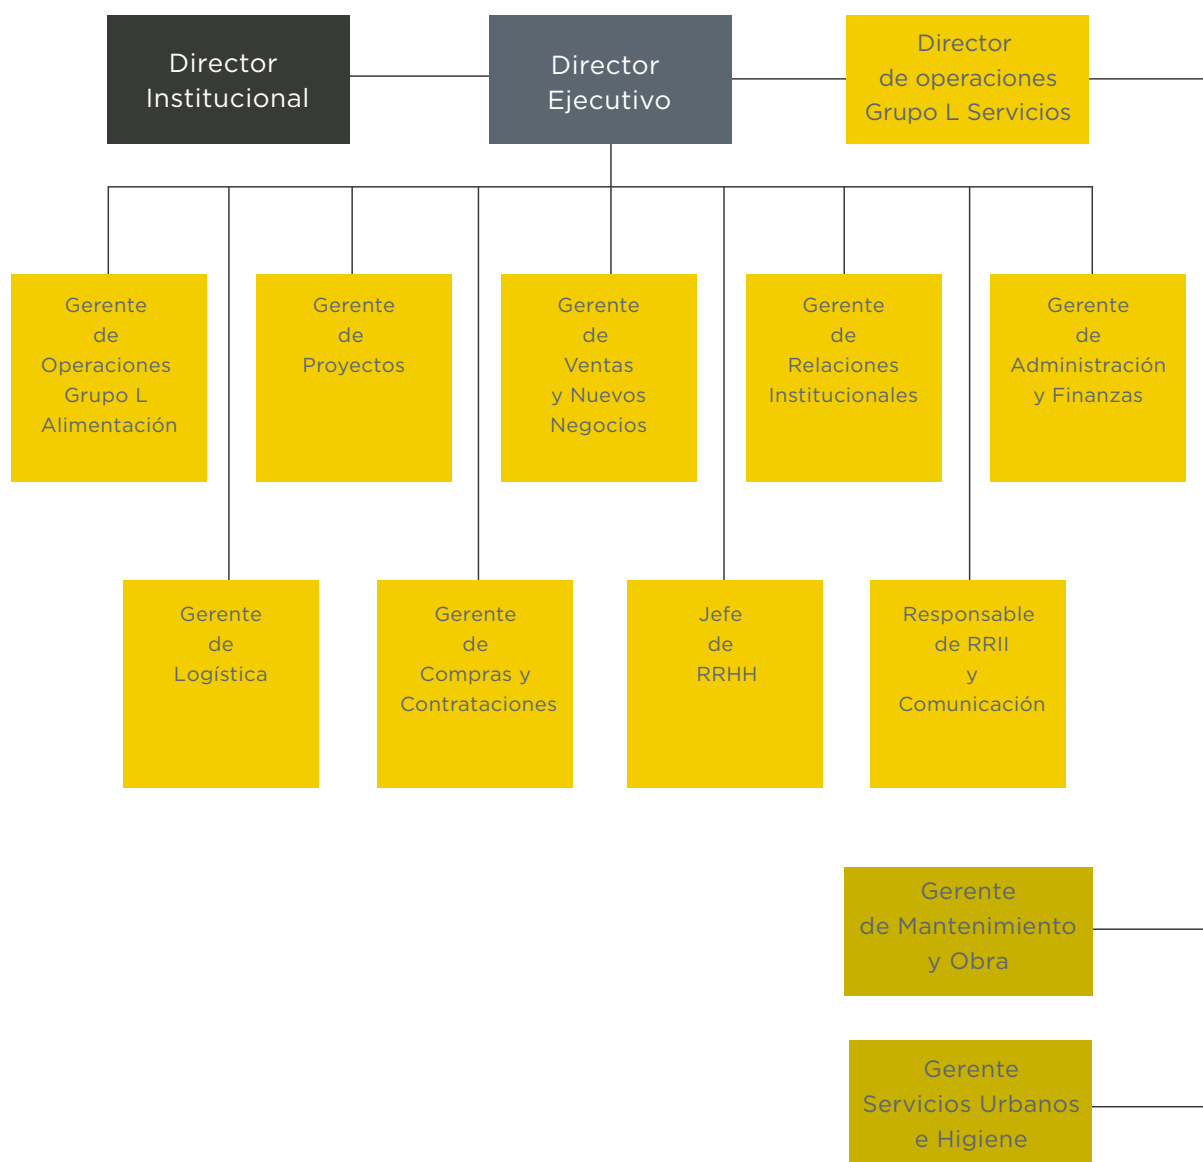 Director
Institucional
Director
Ejecutivo
Director
de operaciones
Grupo L Servicios
Gerente
de
Operaciones
Grupo L
Alimentación
Gerente
de
Proyectos
Gerente
de
Ventas
y Nuevos
Negocios
Gerente
de
Relaciones
Institucionales
Gerente
de
Administración
y Finanzas
Gerente
de
Logística
Gerente
de
Compras y
Contrataciones
Jefe
de
RRHH
Responsable
de RRII
y
Comunicación
Gerente
de Mantenimiento
y Obra
Gerente
Servicios Urbanos
e Higiene